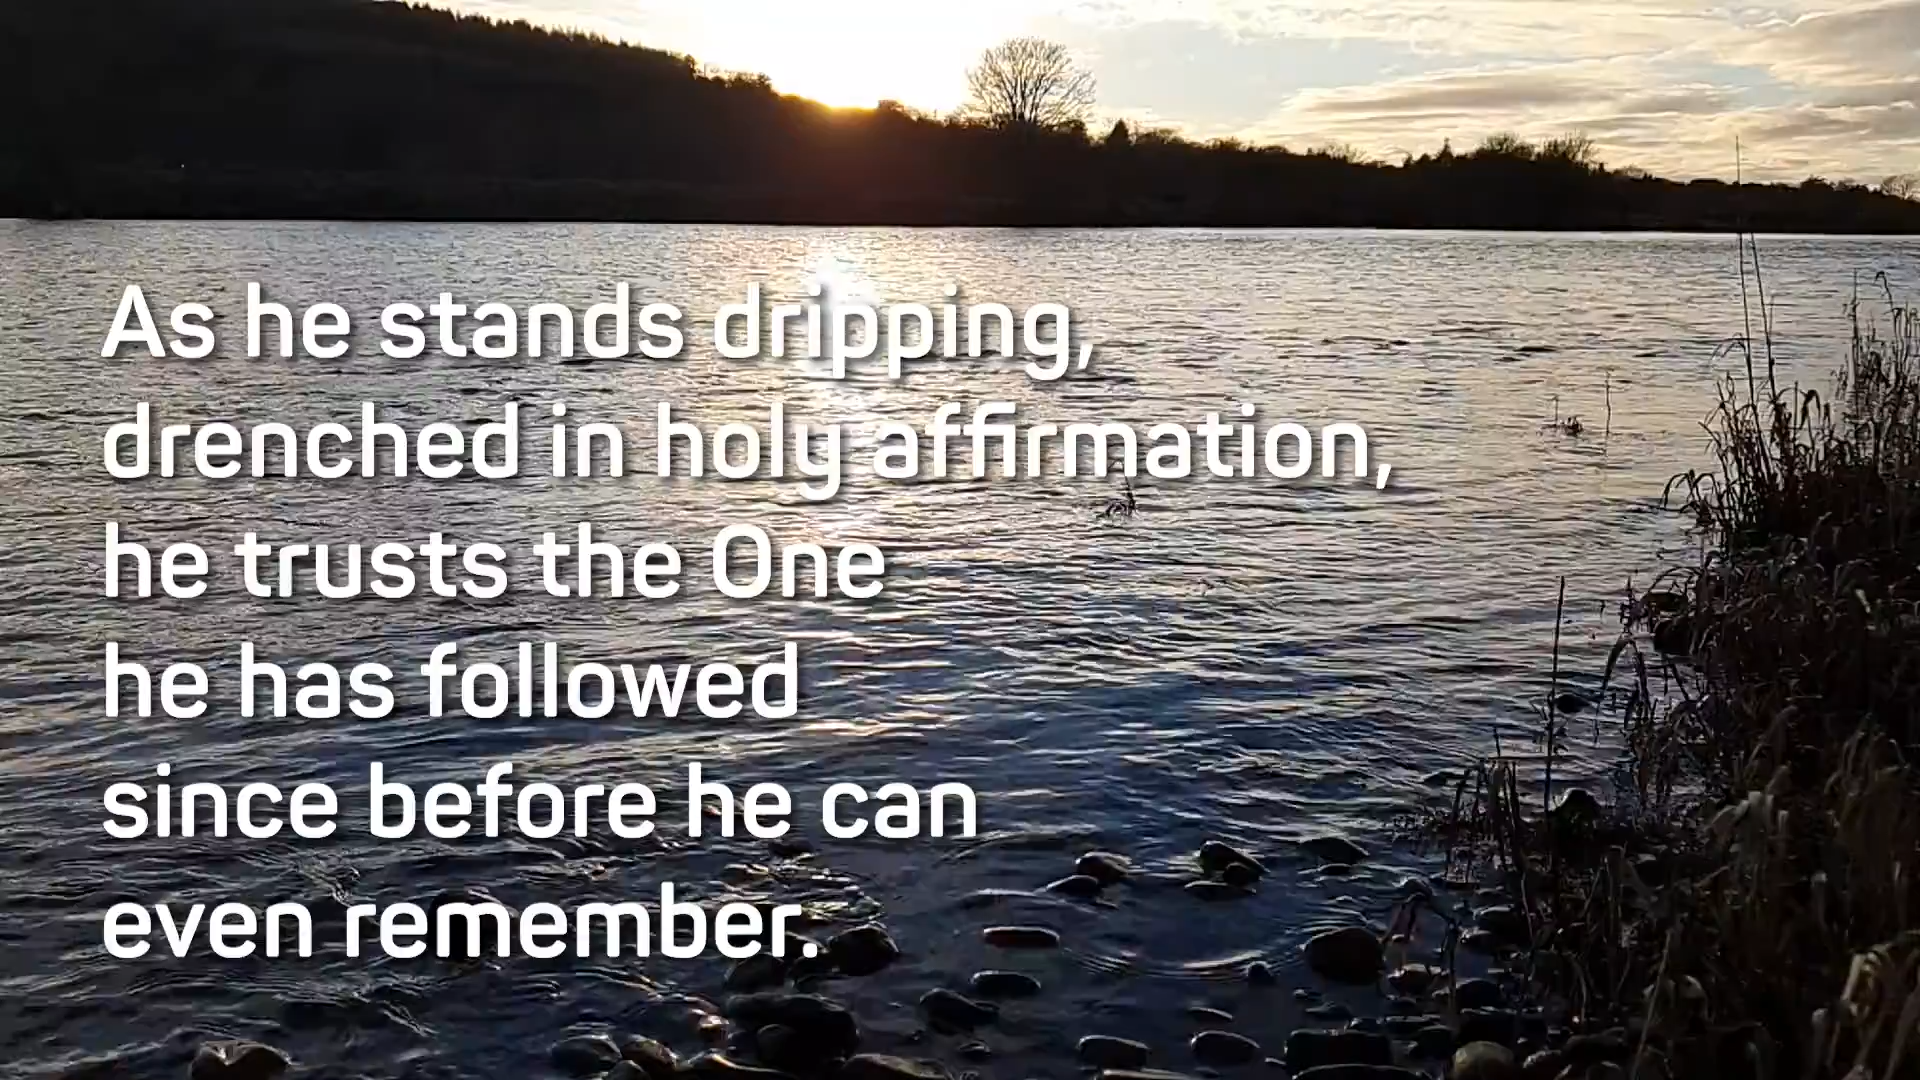 As he stands dripping,
drenched in holy affirmation,
he trusts the One
he has followed
since before he can
even remember.